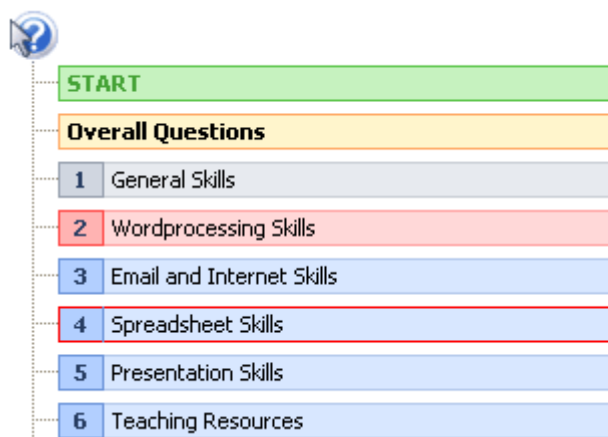 START
Overall Questions
1 General Skills
2 Wordprocessing Skills
3 Email and Internet Skills
4 Spreadsheet Skills
5 Presentation Skills
6 Teaching Resources